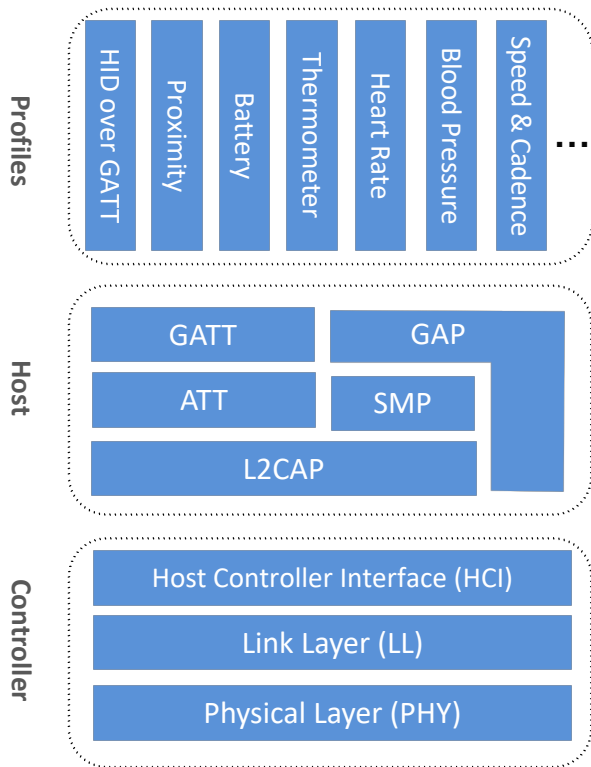 Profiles
HID over GATT
Proximity
Battery
Thermometer
Heart Rate
Blood Pressure
Speed & Cadence
...
Host
GATT
GAP
ATT
SMP
L2CAP
Controller
Host Controller Interface (HCI)
Link Layer (LL)
Physical Layer (PHY)